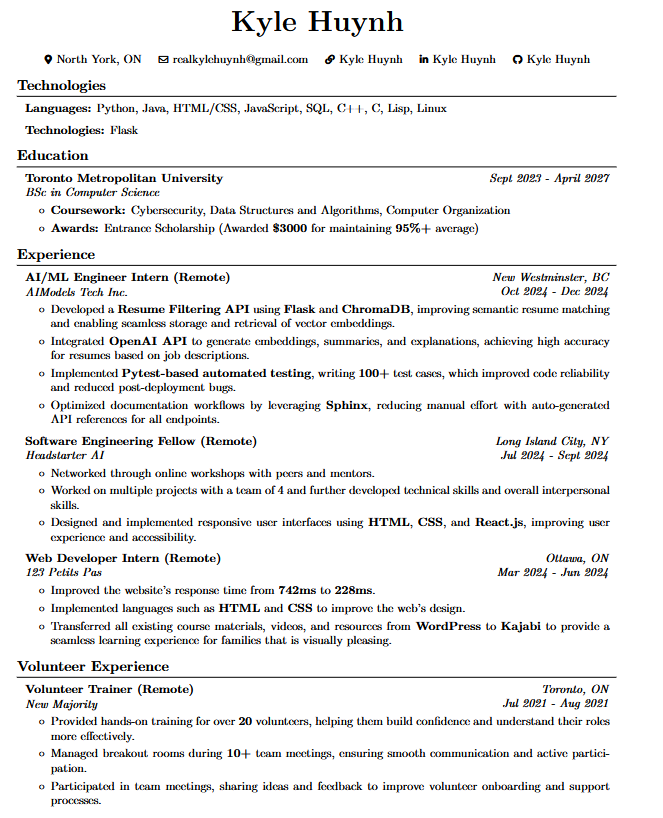 Kyle Huynh
North York, ON realkylehuynh@gmail.com Kyle Huynh Kyle Huynh Kyle Huynh
Technologies
Languages: Python, Java, HTML/CSS, JavaScript, SQL, C++, C, Lisp, Linux
Technologies: Flask
Education
Toronto Metropolitan University Sept 2023 - April 2027
BSc in Computer Science
◦ Coursework: Cybersecurity, Data Structures and Algorithms, Computer Organization
◦ Awards: Entrance Scholarship (Awarded $3000 for maintaining 95%+ average)
Experience
AI/ML Engineer Intern (Remote) New Westminster, BC
AIModels Tech Inc. Oct 2024 - Dec 2024
◦ Developed a Resume Filtering API using Flask and ChromaDB, improving semantic resume matching
and enabling seamless storage and retrieval of vector embeddings.
◦ Integrated OpenAI API to generate embeddings, summaries, and explanations, achieving high accuracy
for resumes based on job descriptions.
◦ Implemented Pytest-based automated testing, writing 100+ test cases, which improved code reliability
and reduced post-deployment bugs.
◦ Optimized documentation workflows by leveraging Sphinx, reducing manual effort with auto-generated
API references for all endpoints.
Software Engineering Fellow (Remote) Long Island City, NY
Headstarter AI Jul 2024 - Sept 2024
◦ Networked through online workshops with peers and mentors.
◦ Worked on multiple projects with a team of 4 and further developed technical skills and overall interpersonal
skills.
◦ Designed and implemented responsive user interfaces using HTML, CSS, and React.js, improving user
experience and accessibility.
Web Developer Intern (Remote) Ottawa, ON
123 Petits Pas Mar 2024 - Jun 2024
◦ Improved the website's response time from 742ms to 228ms.
◦ Implemented languages such as HTML and CSS to improve the web's design.
◦ Transferred all existing course materials, videos, and resources from WordPress to Kajabi to provide a
seamless learning experience for families that is visually pleasing.
Volunteer Experience
Volunteer Trainer (Remote) Toronto, ON
New Majority Jul 2021 - Aug 2021
◦ Provided hands-on training for over 20 volunteers, helping them build confidence and understand their roles
more effectively.
◦ Managed breakout rooms during 10+ team meetings, ensuring smooth communication and active partici-
pation.
◦ Participated in team meetings, sharing ideas and feedback to improve volunteer onboarding and support
processes.